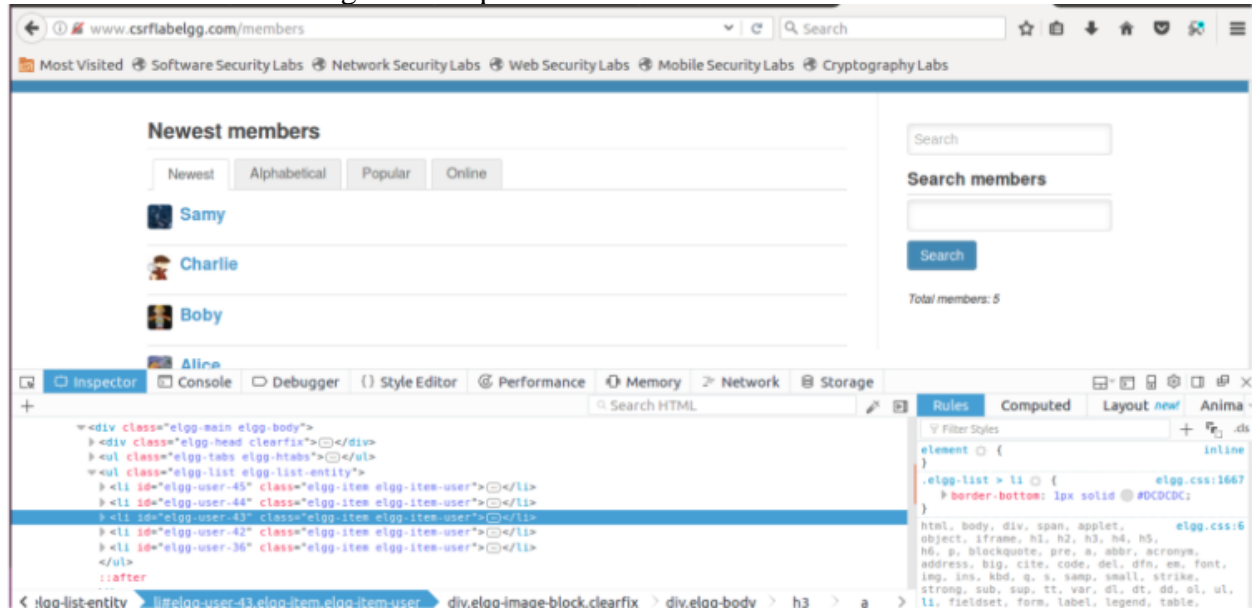 www.csrflabelgg.com/members
Search
Most Visited Software Security Labs Network Security Labs Web Security Labs Mobile Security Labs Cryptography Labs
Newest members
Newest Alphabetical Popular Online
Samy
Charlie
Boby
Alice
Search
Search members
Search
Total members: 5
Inspector Console Debugger {} Style Editor Performance Memory Network Storage
+ Search HTML
<div class="elgg-main elgg-body">
<div class="elgg-head clearfix"></div>
<ul class="elgg-tabs elgg-htabs"></ul>
<ul class="elgg-list elgg-list-entity">
<li id="elgg-user-45" class="elgg-item elgg-item-user"></li>
<li id="elgg-user-44" class="elgg-item elgg-item-user"></li>
<li id="elgg-user-43" class="elgg-item elgg-item-user"></li>
<li id="elgg-user-42" class="elgg-item elgg-item-user"></li>
<li id="elgg-user-36" class="elgg-item elgg-item-user"></li>
</ul>
::after
elgg-list-entity li#elgg-user-43.elgg-item.elgg-item-user div.elgg-image-block.clearfix div.elgg-body h3 a
Rules Computed Layout new! Anima
Filter Styles + .cls
element { inline
}
.elgg-list > li { elgg.css:1667
border-bottom: 1px solid #DCDCDC;
}
html, body, div, span, applet, elgg.css:6
object, iframe, h1, h2, h3, h4, h5,
h6, p, blockquote, pre, a, abbr, acronym,
address, big, cite, code, del, dfn, em, font,
img, ins, kbd, q, s, samp, small, strike,
strong, sub, sup, tt, var, dl, dt, dd, ol, ul,
li, fieldset, form, label, legend, table,